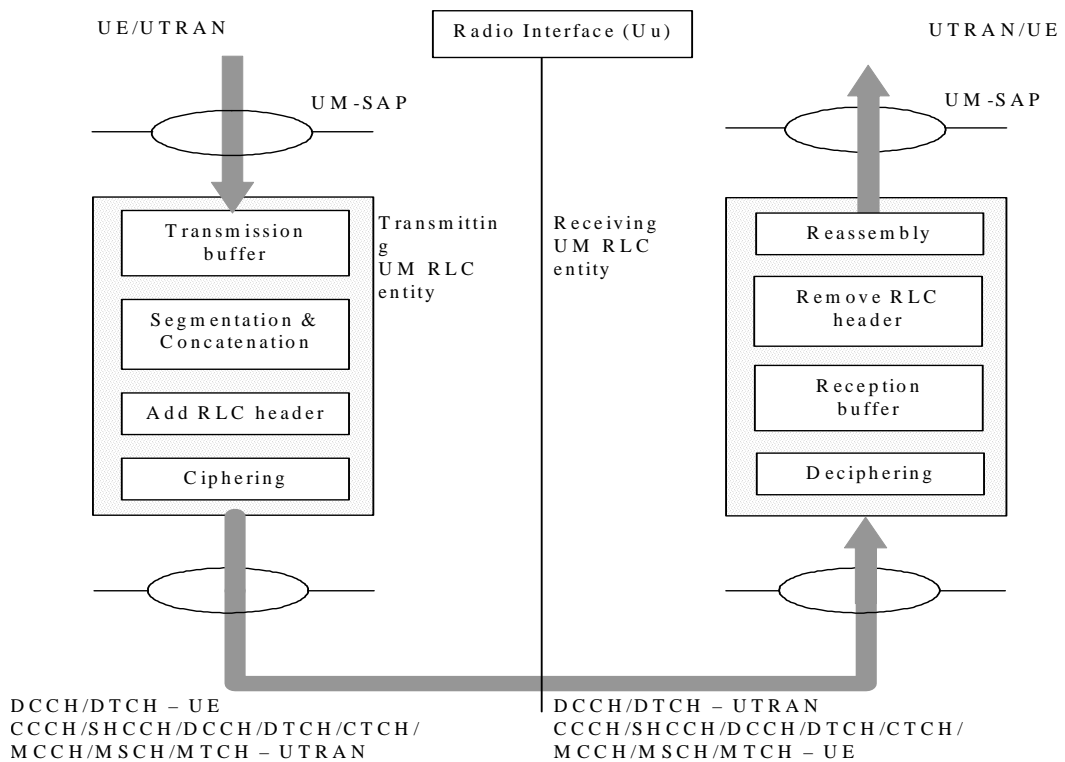 UE/UTRAN
Radio Interface (Uu)
UTRAN/UE
UM-SAP
UM-SAP
Transmission
buffer
Segmentation &
Concatenation
Add RLC header
Ciphering
Transmittin
g
UM RLC
entity
Receiving
UM RLC
entity
Reassembly
Remove RLC
header
Reception
buffer
Deciphering
DCCH/DTCH – UE
CCCH/SHCCH/DCCH/DTCH/CTCH/
MCCH/MSCH/MTCH – UTRAN
DCCH/DTCH – UTRAN
CCCH/SHCCH/DCCH/DTCH/CTCH/
MCCH/MSCH/MTCH – UE